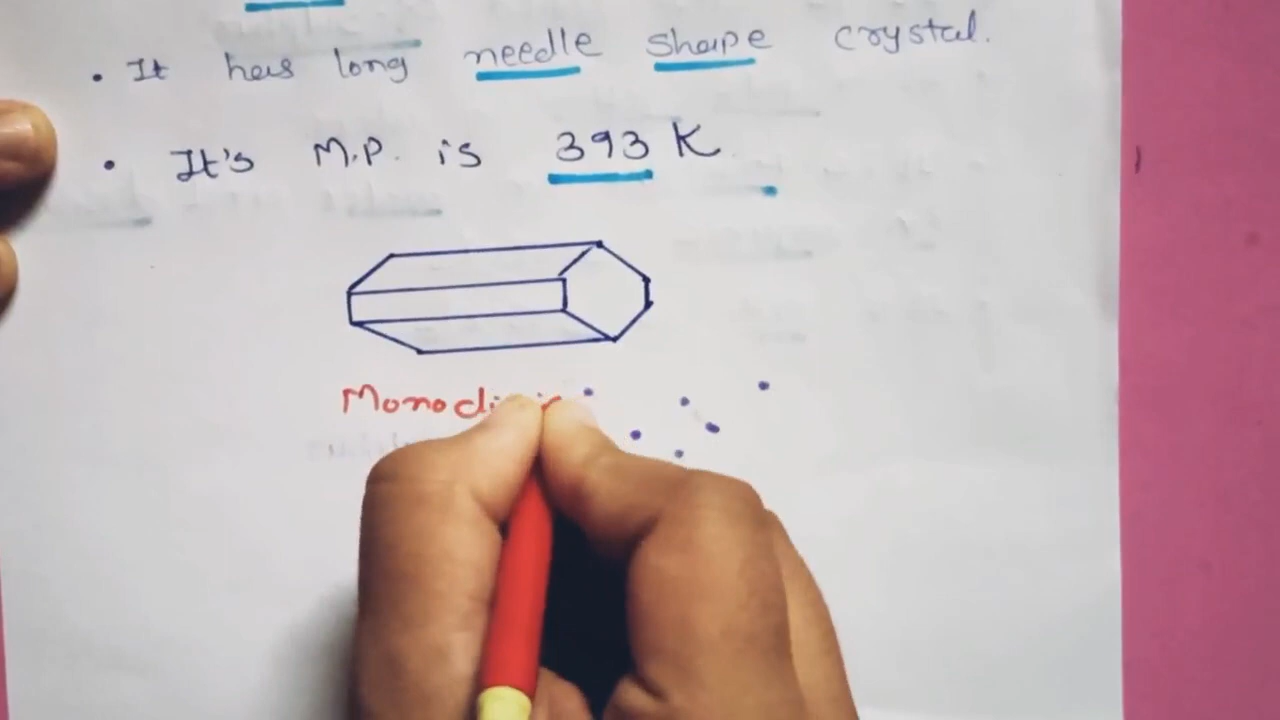 • It has long needle shape crystal.
• It's M.P. is 393 K